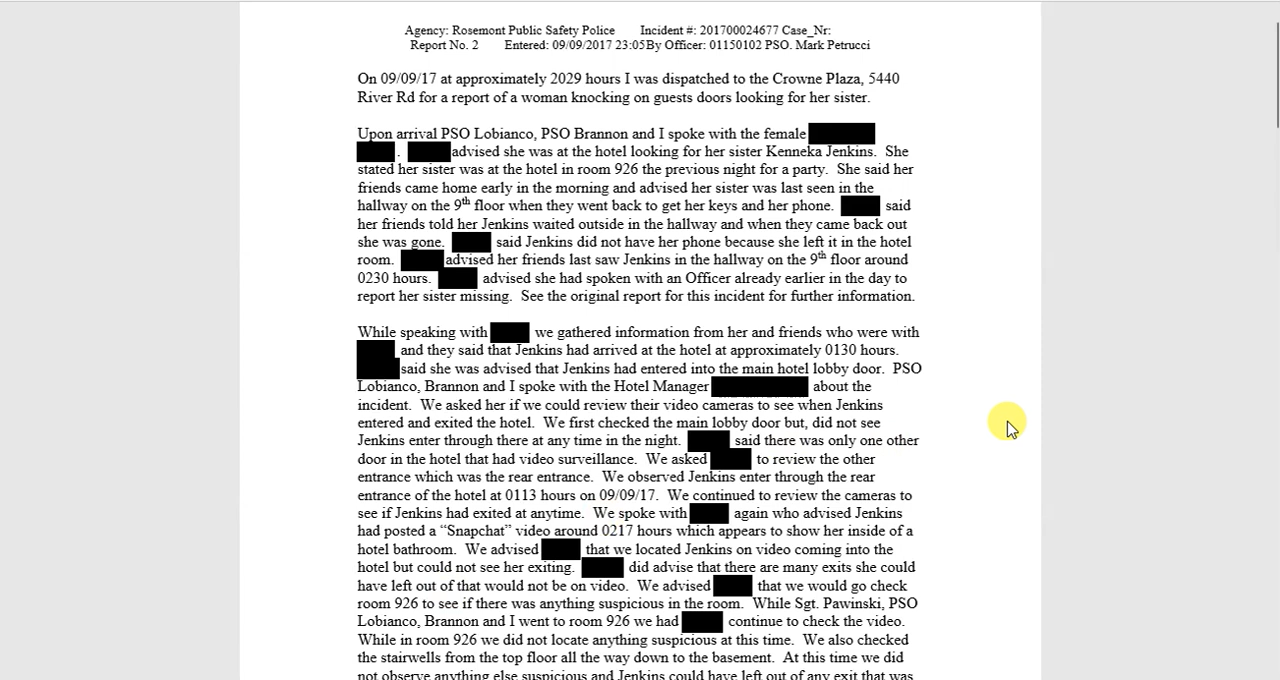 Agency: Rosemont Public Safety Police Incident #: 201700024677 Case_Nr:
Report No. 2 Entered: 09/09/2017 23:05By Officer: 01150102 PSO. Mark Petrucci
On 09/09/17 at approximately 2029 hours I was dispatched to the Crowne Plaza, 5440
River Rd for a report of a woman knocking on guests doors looking for her sister.
Upon arrival PSO Lobianco, PSO Brannon and I spoke with the female
. advised she was at the hotel looking for her sister Kenneka Jenkins. She
stated her sister was at the hotel in room 926 the previous night for a party. She said her
friends came home early in the morning and advised her sister was last seen in the
hallway on the 9th floor when they went back to get her keys and her phone. said
her friends told her Jenkins waited outside in the hallway and when they came back out
she was gone. said Jenkins did not have her phone because she left it in the hotel
room. advised her friends last saw Jenkins in the hallway on the 9th floor around
0230 hours. advised she had spoken with an Officer already earlier in the day to
report her sister missing. See the original report for this incident for further information.
While speaking with we gathered information from her and friends who were with
and they said that Jenkins had arrived at the hotel at approximately 0130 hours.
said she was advised that Jenkins had entered into the main hotel lobby door. PSO
Lobianco, Brannon and I spoke with the Hotel Manager about the
incident. We asked her if we could review their video cameras to see when Jenkins
entered and exited the hotel. We first checked the main lobby door but, did not see
Jenkins enter through there at any time in the night. said there was only one other
door in the hotel that had video surveillance. We asked to review the other
entrance which was the rear entrance. We observed Jenkins enter through the rear
entrance of the hotel at 0113 hours on 09/09/17. We continued to review the cameras to
see if Jenkins had exited at anytime. We spoke with again who advised Jenkins
had posted a “Snapchat” video around 0217 hours which appears to show her inside of a
hotel bathroom. We advised that we located Jenkins on video coming into the
hotel but could not see her exiting. did advise that there are many exits she could
have left out of that would not be on video. We advised that we would go check
room 926 to see if there was anything suspicious in the room. While Sgt. Pawinski, PSO
Lobianco, Brannon and I went to room 926 we had continue to check the video.
While in room 926 we did not locate anything suspicious at this time. We also checked
the stairwells from the top floor all the way down to the basement. At this time we did
not observe anything else suspicious and Jenkins could have left out of any exit that was